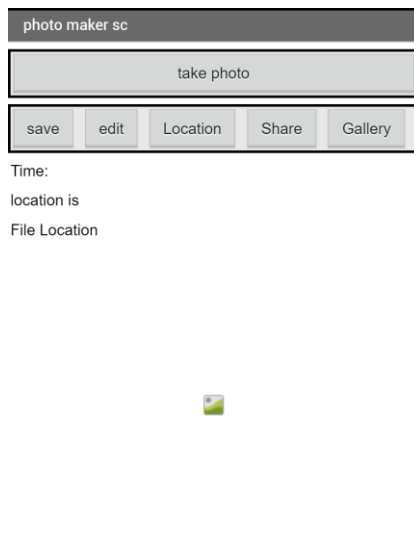 photo maker sc
take photo
save edit Location Share Gallery
Time:
location is
File Location